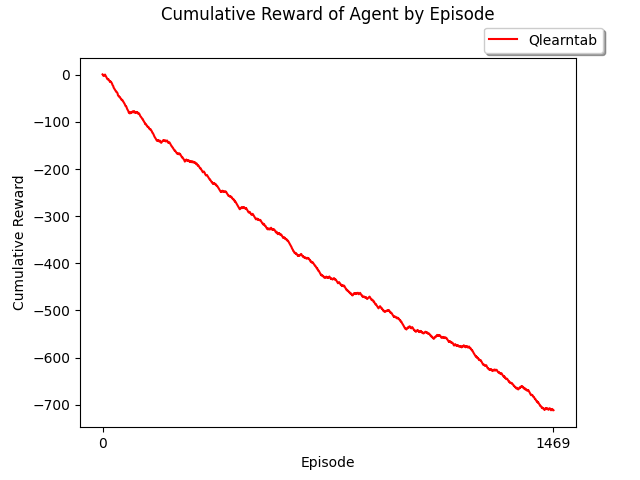 Cumulative Reward of Agent by Episode
Qlearntab
0
−100
−200
−300
−400
−500
−600
−700
Cumulative Reward
0
1469
Episode